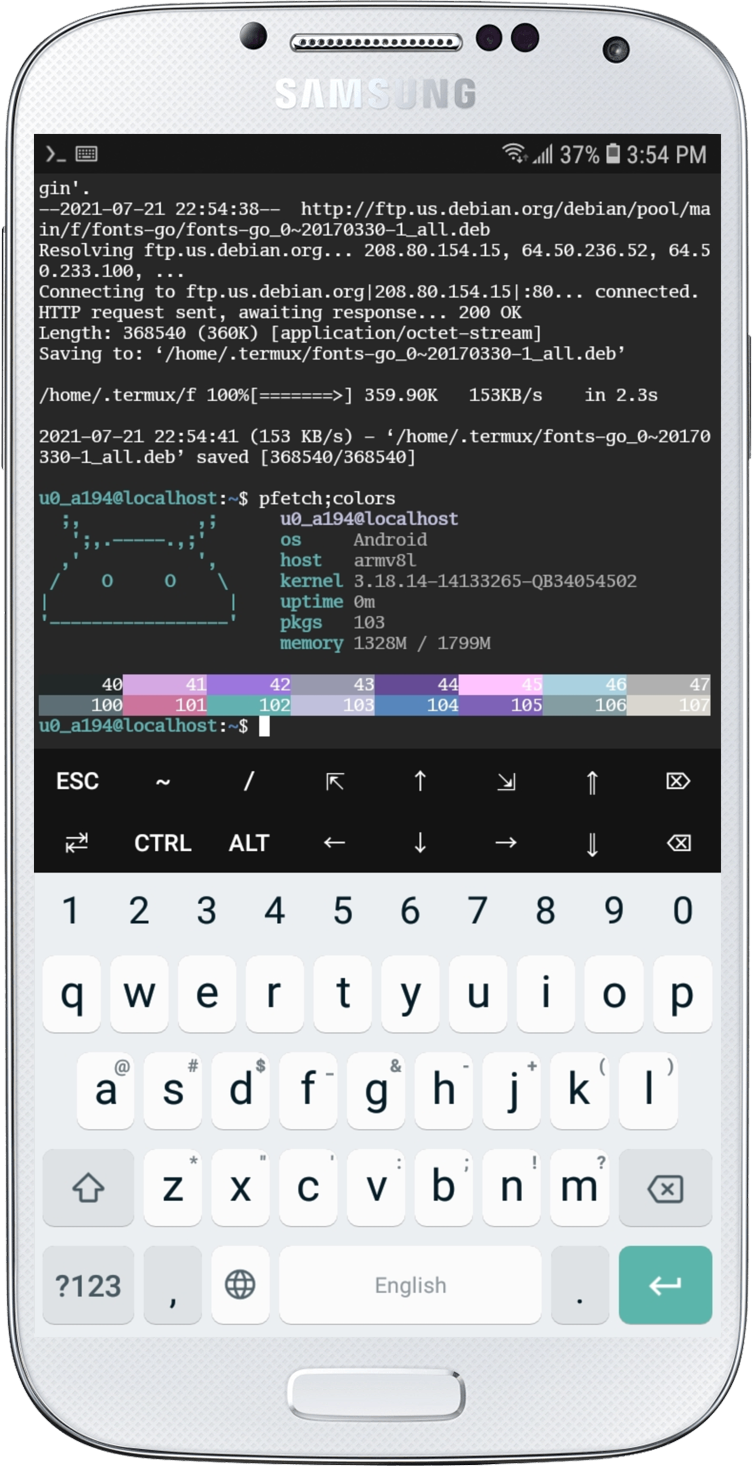 SAMSUNG
37% 3:54 PM
gin'.
--2021-07-21 22:54:38--  http://ftp.us.debian.org/debian/pool/ma
in/f/fonts-go/fonts-go_0~20170330-1_all.deb
Resolving ftp.us.debian.org... 208.80.154.15, 64.50.236.52, 64.5
0.233.100, ...
Connecting to ftp.us.debian.org|208.80.154.15|:80... connected.
HTTP request sent, awaiting response... 200 OK
Length: 368540 (360K) [application/octet-stream]
Saving to: ‘/home/.termux/fonts-go_0~20170330-1_all.deb’
/home/.termux/f 100%[=======>] 359.90K   153KB/s    in 2.3s
2021-07-21 22:54:41 (153 KB/s) - ‘/home/.termux/fonts-go_0~20170
330-1_all.deb’ saved [368540/368540]
u0_a194@localhost:~$ pfetch;colors
u0_a194@localhost
os Android
host armv8l
kernel 3.18.14-14133265-QB34054502
uptime 0m
pkgs 103
memory 1328M / 1799M
40 41 42 43 44 45 46 47
100 101 102 103 104 105 106 107
u0_a194@localhost:~$
ESC ~ / ↸ ↑ ⇲ ⇑ ⌦
⇄ CTRL ALT ← ↓ → ⇓ ⌫
1 2 3 4 5 6 7 8 9 0
q w e r t y u i o p
@ # $ _ & - + ( )
a s d f g h j k l
* " ' : ; ! ?
z x c v b n m
?123 , English .